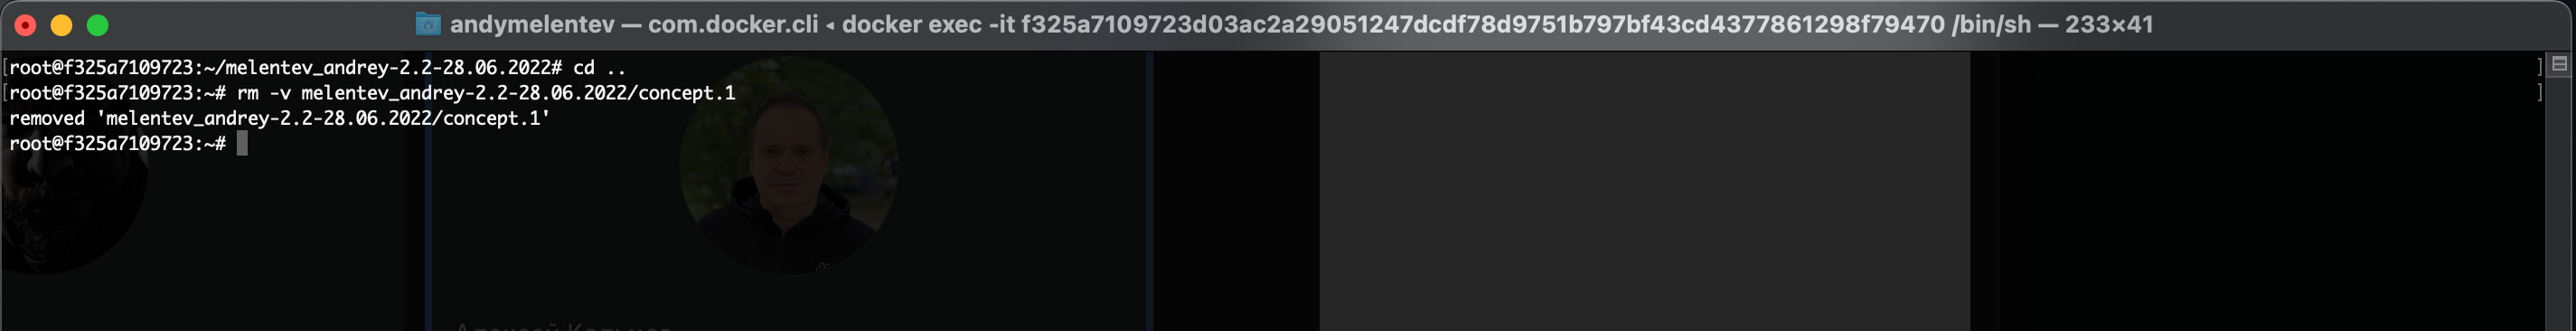 andymelentev — com.docker.cli ◂ docker exec -it f325a7109723d03ac2a29051247dcdf78d9751b797bf43cd4377861298f79470 /bin/sh — 233×41
[root@f325a7109723:~/melentev_andrey-2.2-28.06.2022# cd .. ]
[root@f325a7109723:~# rm -v melentev_andrey-2.2-28.06.2022/concept.1 ]
removed 'melentev_andrey-2.2-28.06.2022/concept.1'
root@f325a7109723:~#